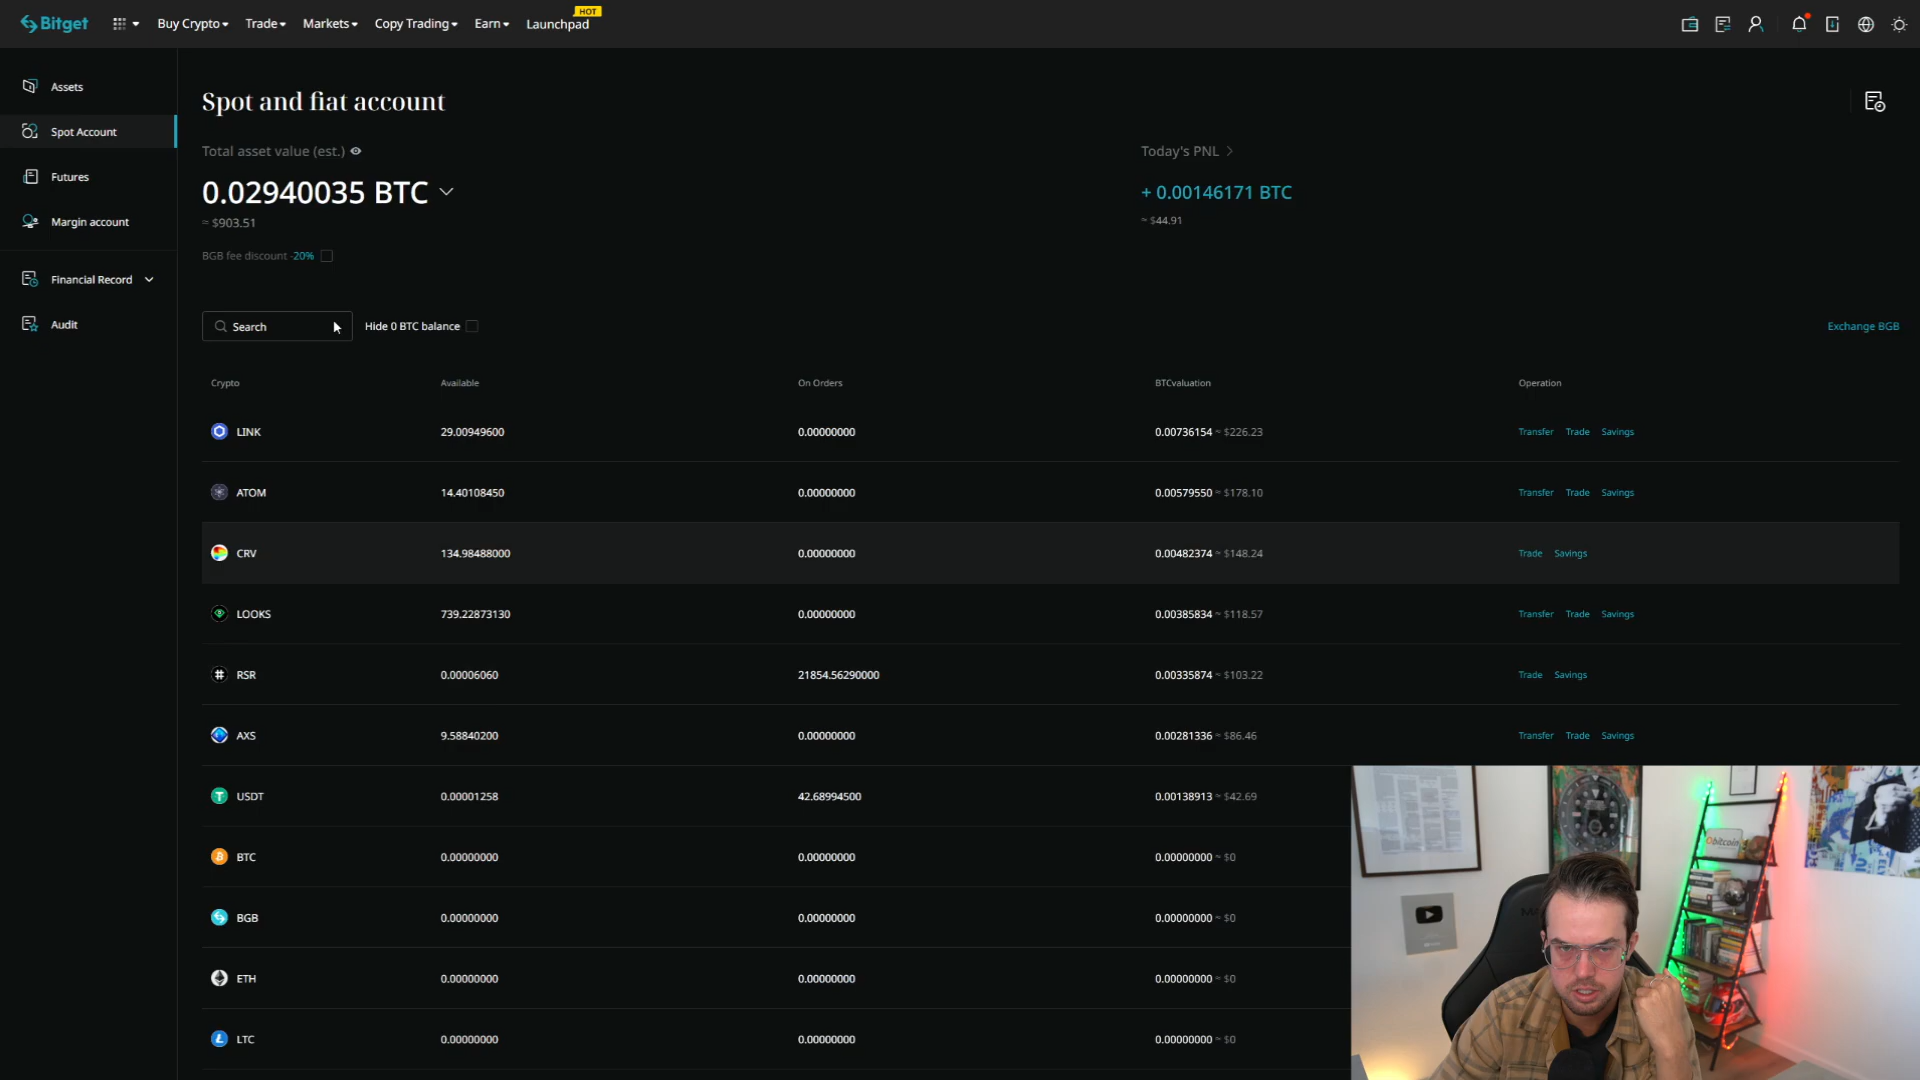 Bitget
Buy Crypto
Trade
Markets
Copy Trading
Earn
Launchpad
HOT
Assets
Spot Account
Futures
Margin account
Financial Record
Audit
Spot and fiat account
Total asset value (est.)
0.02940035 BTC
≈ $903.51
BGB fee discount -20%
Today's PNL
+ 0.00146171 BTC
~ $44.91
Search
Hide 0 BTC balance
Exchange BGB
Crypto Available On Orders BTCvaluation Operation
LINK 29.00949600 0.00000000 0.00736154 ~ $226.23 Transfer Trade Savings
ATOM 14.40108450 0.00000000 0.00579550 ~ $178.10 Transfer Trade Savings
CRV 134.98488000 0.00000000 0.00482374 ~ $148.24 Trade Savings
LOOKS 739.22873130 0.00000000 0.00385834 ~ $118.57 Transfer Trade Savings
RSR 0.00006060 21854.56290000 0.00335874 ~ $103.22 Trade Savings
AXS 9.58840200 0.00000000 0.00281336 ~ $86.46 Transfer Trade Savings
USDT 0.00001258 42.68994500 0.00138913 ~ $42.69
BTC 0.00000000 0.00000000 0.00000000 ~ $0
BGB 0.00000000 0.00000000 0.00000000 ~ $0
ETH 0.00000000 0.00000000 0.00000000 ~ $0
LTC 0.00000000 0.00000000 0.00000000 ~ $0
bitcoin